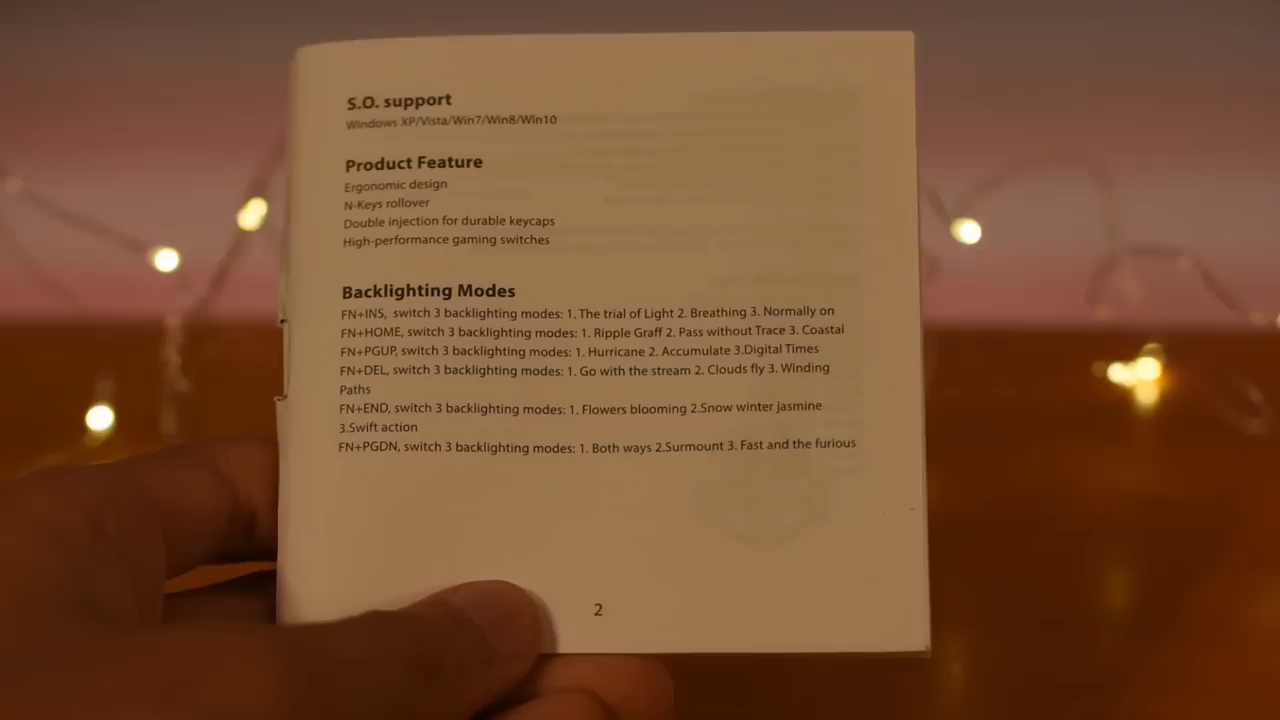 S.O. support
Windows XP/Vista/Win7/Win8/Win10
Product Feature
Ergonomic design
N-Keys rollover
Double injection for durable keycaps
High-performance gaming switches
Backlighting Modes
FN+INS, switch 3 backlighting modes: 1. The trial of Light 2. Breathing 3. Normally on
FN+HOME, switch 3 backlighting modes: 1. Ripple Graff 2. Pass without Trace 3. Coastal
FN+PGUP, switch 3 backlighting modes: 1. Hurricane 2. Accumulate 3.Digital Times
FN+DEL, switch 3 backlighting modes: 1. Go with the stream 2. Clouds fly 3. Winding
Paths
FN+END, switch 3 backlighting modes: 1. Flowers blooming 2.Snow winter jasmine
3.Swift action
FN+PGDN, switch 3 backlighting modes: 1. Both ways 2.Surmount 3. Fast and the furious
2